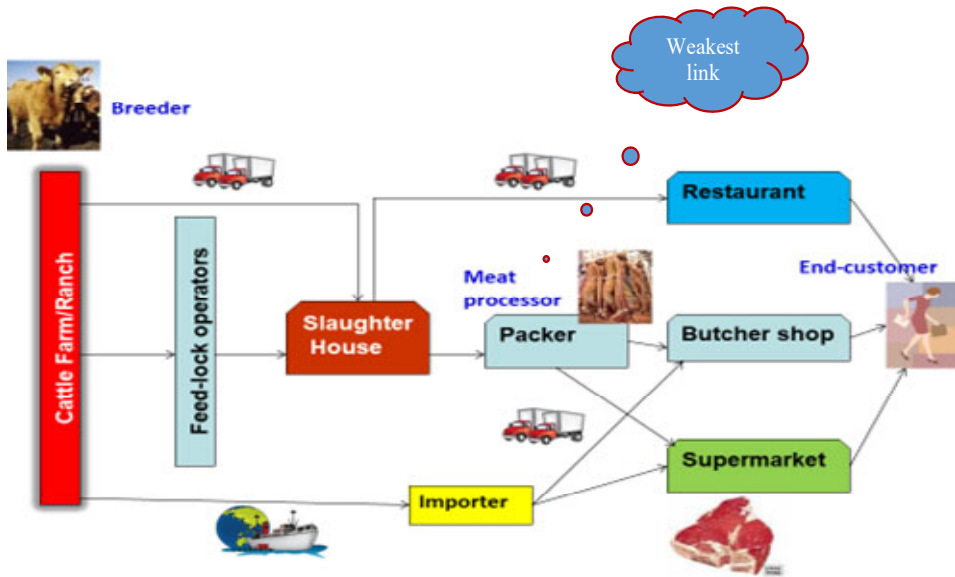 Weakest
link
Breeder
Restaurant
End-customer
Cattle Farm/Ranch
Feed-lock operators
Meat
processor
Slaughter
House
Packer
Butcher shop
Supermarket
Importer